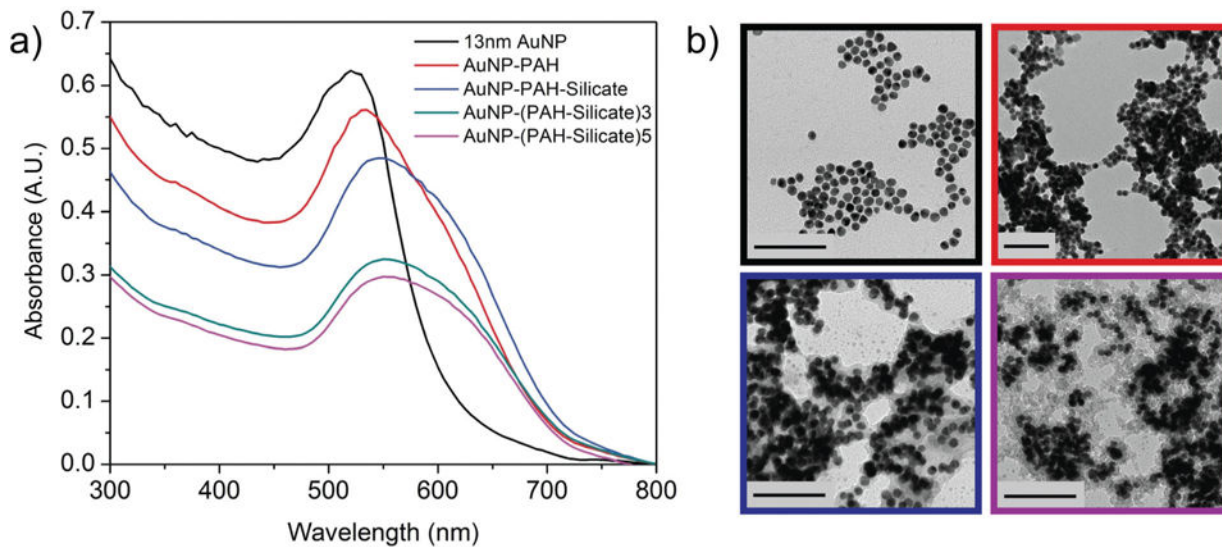 a)
0.7
0.6
0.5
0.4
0.3
0.2
0.1
0.0
Absorbance (A.U.)
300
400
500
600
700
800
Wavelength (nm)
13nm AuNP
AuNP-PAH
AuNP-PAH-Silicate
AuNP-(PAH-Silicate)3
AuNP-(PAH-Silicate)5
b)